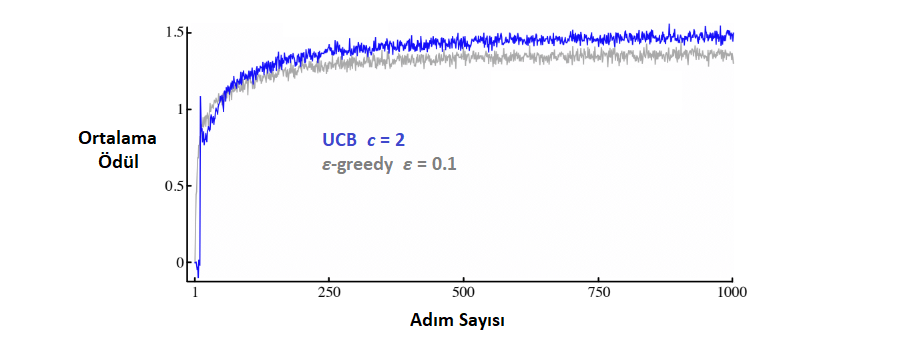 1.5
1
0.5
0
Ortalama
Ödül
UCB c = 2
ε-greedy ε = 0.1
1
250
500
750
1000
Adım Sayısı